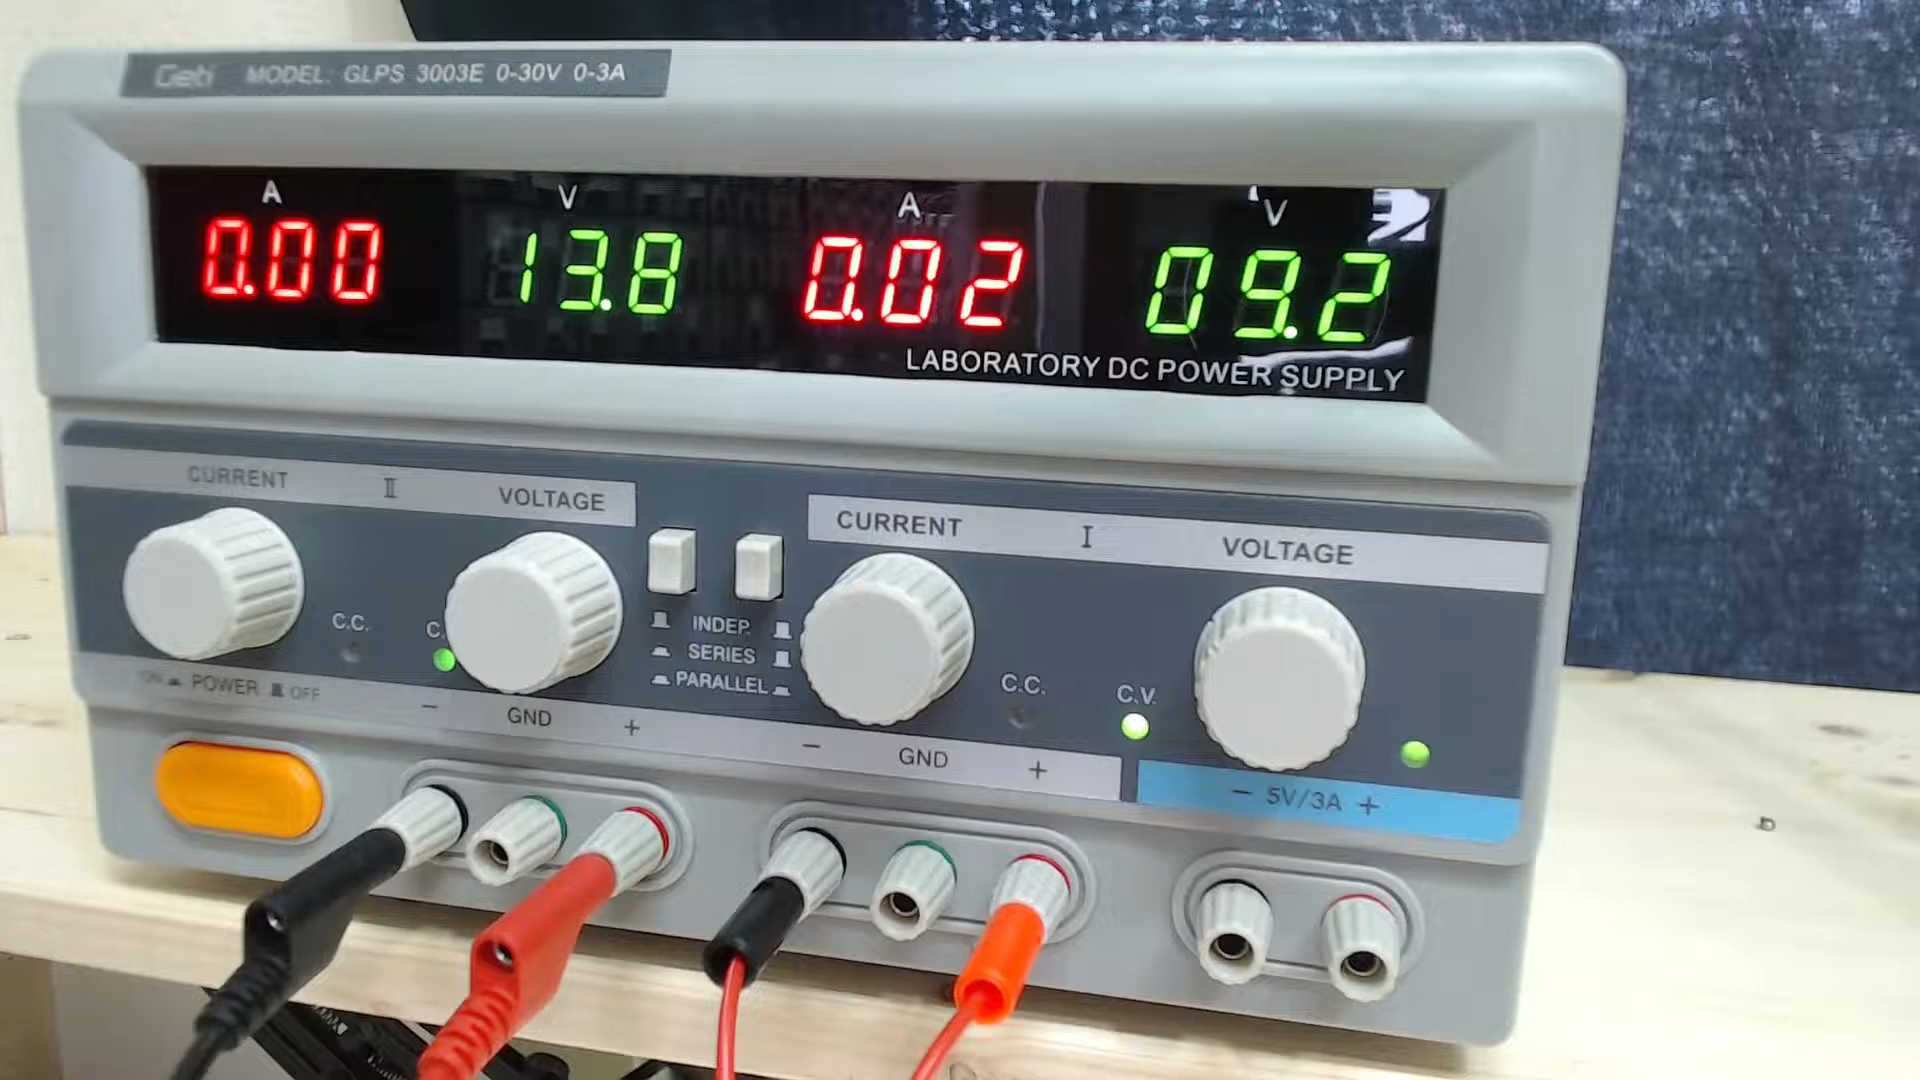 Geti MODEL: GLPS 3003E 0-30V 0-3A
A V A V
0.00 13.8 0.02 09.2
LABORATORY DC POWER SUPPLY
CURRENT II VOLTAGE
CURRENT I VOLTAGE
C.C. C.
INDEP.
SERIES
PARALLEL
C.C. C.V.
ON POWER OFF
- GND +
- GND +
- 5V/3A +